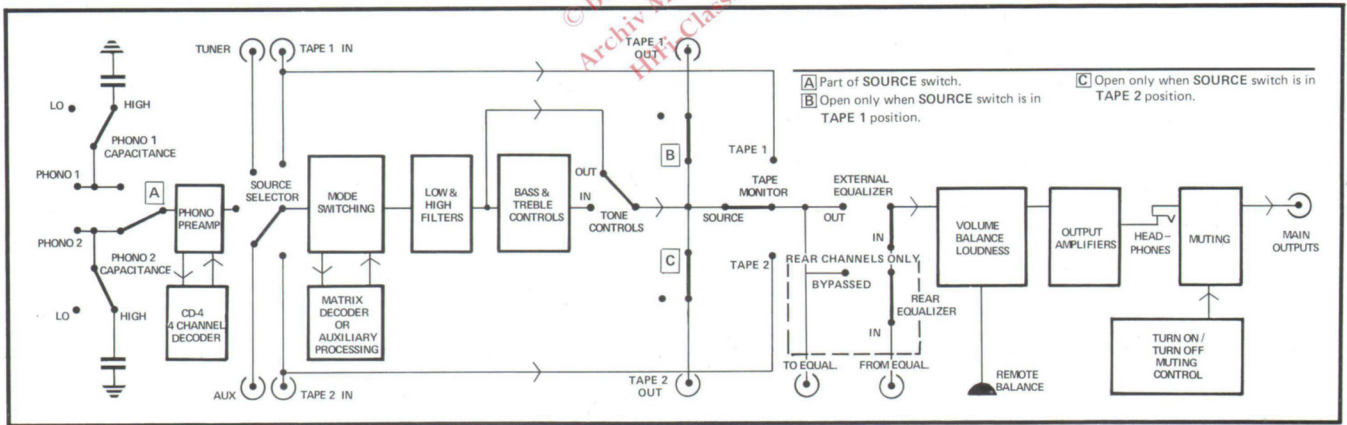 TUNER
TAPE 1 IN
TAPE 1
OUT
A Part of SOURCE switch.
B Open only when SOURCE switch is in
TAPE 1 position.
C Open only when SOURCE switch is in
TAPE 2 position.
LO
HIGH
PHONO 1
CAPACITANCE
PHONO 1
A
PHONO
PREAMP
PHONO 2
PHONO 2
CAPACITANCE
LO
HIGH
CD-4
4 CHANNEL
DECODER
SOURCE
SELECTOR
AUX
TAPE 2 IN
MODE
SWITCHING
MATRIX
DECODER
OR
AUXILIARY
PROCESSING
LOW &
HIGH
FILTERS
BASS &
TREBLE
CONTROLS
OUT
IN
TONE
CONTROLS
B
C
TAPE 2
OUT
SOURCE
TAPE
MONITOR
TAPE 1
TAPE 2
EXTERNAL
EQUALIZER
OUT
IN
REAR CHANNELS ONLY
BYPASSED
REAR
EQUALIZER
IN
TO EQUAL.
FROM EQUAL.
VOLUME
BALANCE
LOUDNESS
REMOTE
BALANCE
OUTPUT
AMPLIFIERS
HEAD-
PHONES
MUTING
MAIN
OUTPUTS
TURN ON /
TURN OFF
MUTING
CONTROL